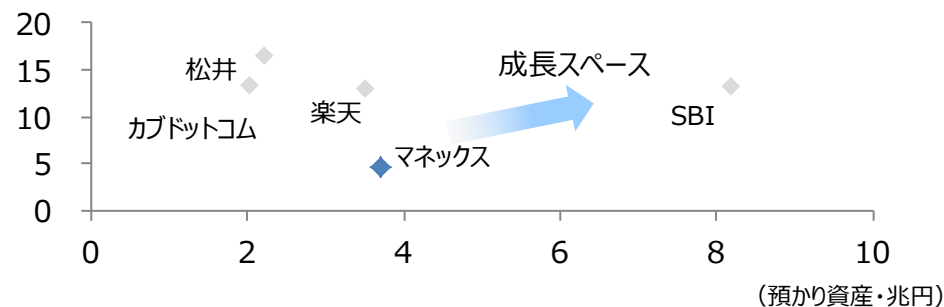 20
15
10
5
0
松井
カブドットコム
楽天
マネックス
成長スペース
SBI
0 2 4 6 8 10
（預かり資産・兆円）